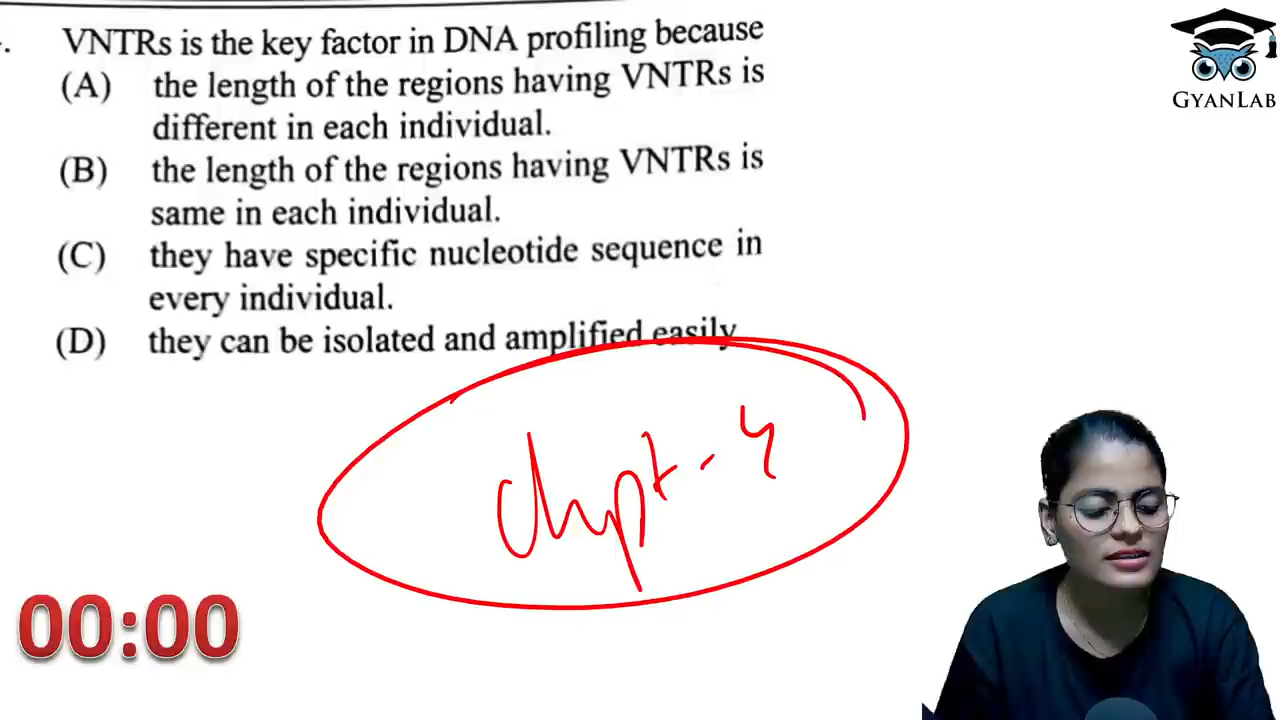 VNTRs is the key factor in DNA profiling because
(A) the length of the regions having VNTRs is
different in each individual.
(B) the length of the regions having VNTRs is
same in each individual.
(C) they have specific nucleotide sequence in
every individual.
(D) they can be isolated and amplified easily
GYANLAB
chpt - 4
00:00